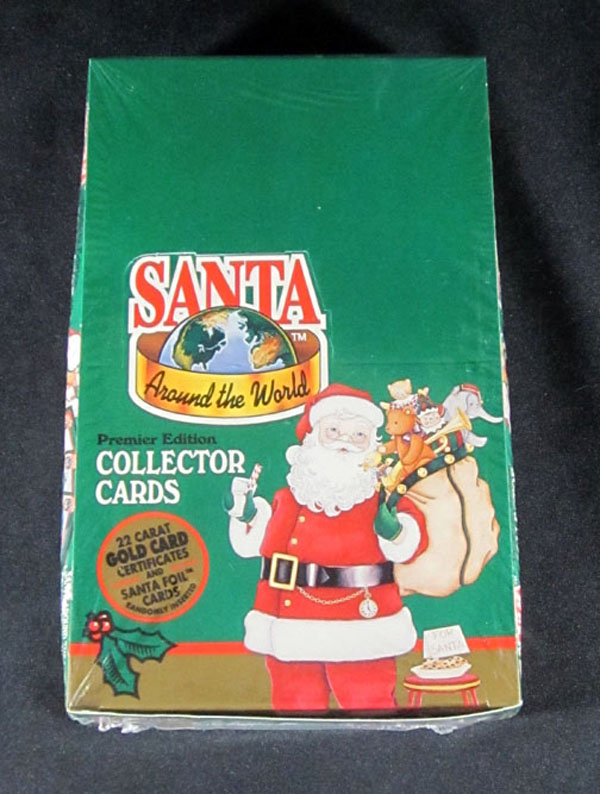 SANTA
TM
Around the World
Premier Edition
COLLECTOR
CARDS
22 CARAT
GOLD CARD
CERTIFICATES
AND
SANTA FOIL™
CARDS
RANDOMLY INSERTED
FOR
SANTA